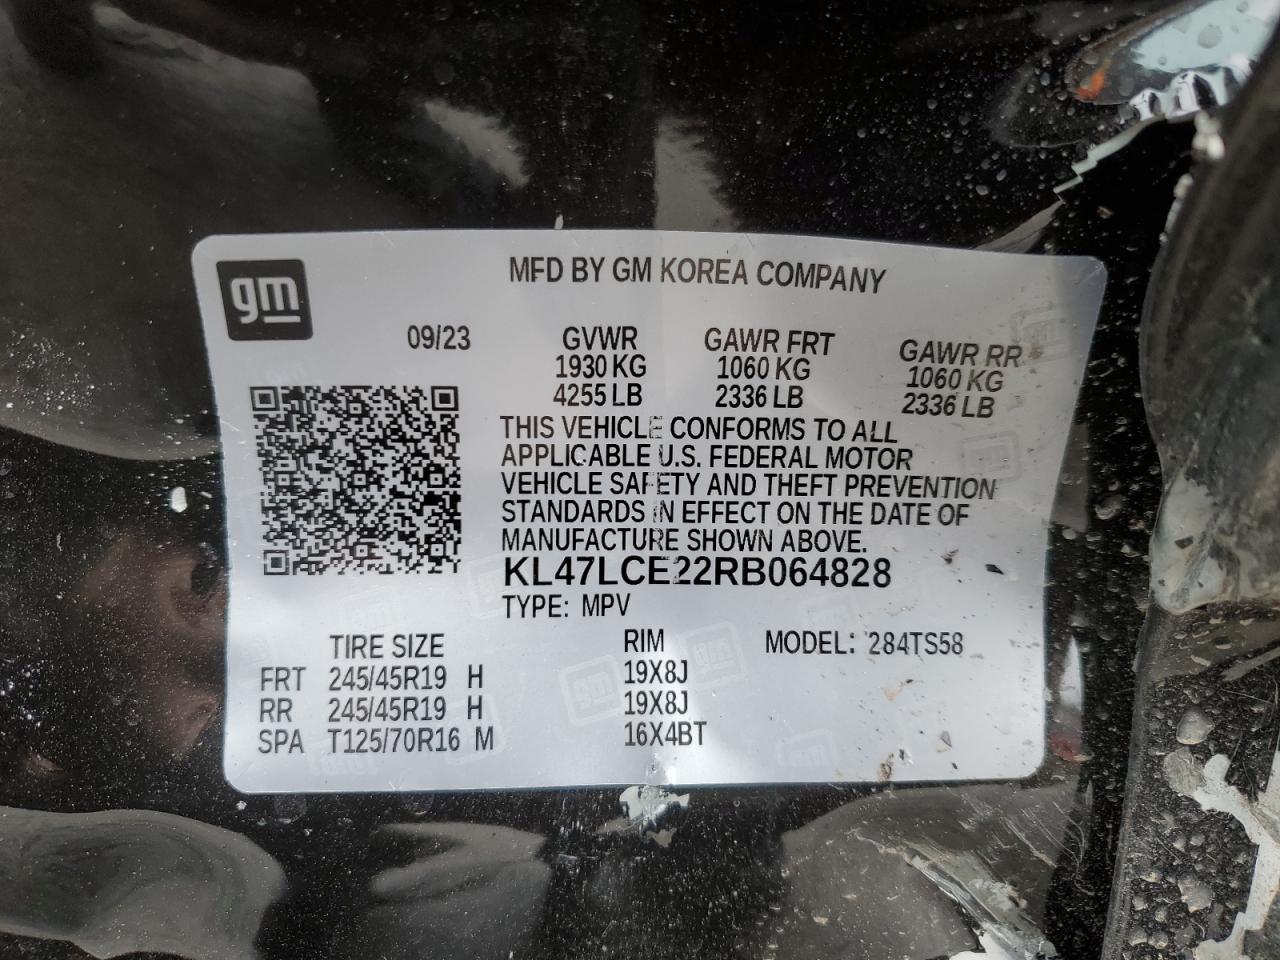 MFD BY GM KOREA COMPANY
gm
09/23
GVWR
1930 KG
4255 LB
GAWR FRT
1060 KG
2336 LB
GAWR RR
1060 KG
2336 LB
THIS VEHICLE CONFORMS TO ALL
APPLICABLE U.S. FEDERAL MOTOR
VEHICLE SAFETY AND THEFT PREVENTION
STANDARDS IN EFFECT ON THE DATE OF
MANUFACTURE SHOWN ABOVE.
KL47LCE22RB064828
TYPE: MPV
TIRE SIZE RIM MODEL: 284TS58
FRT 245/45R19 H 19X8J
RR 245/45R19 H 19X8J
SPA T125/70R16 M 16X4BT